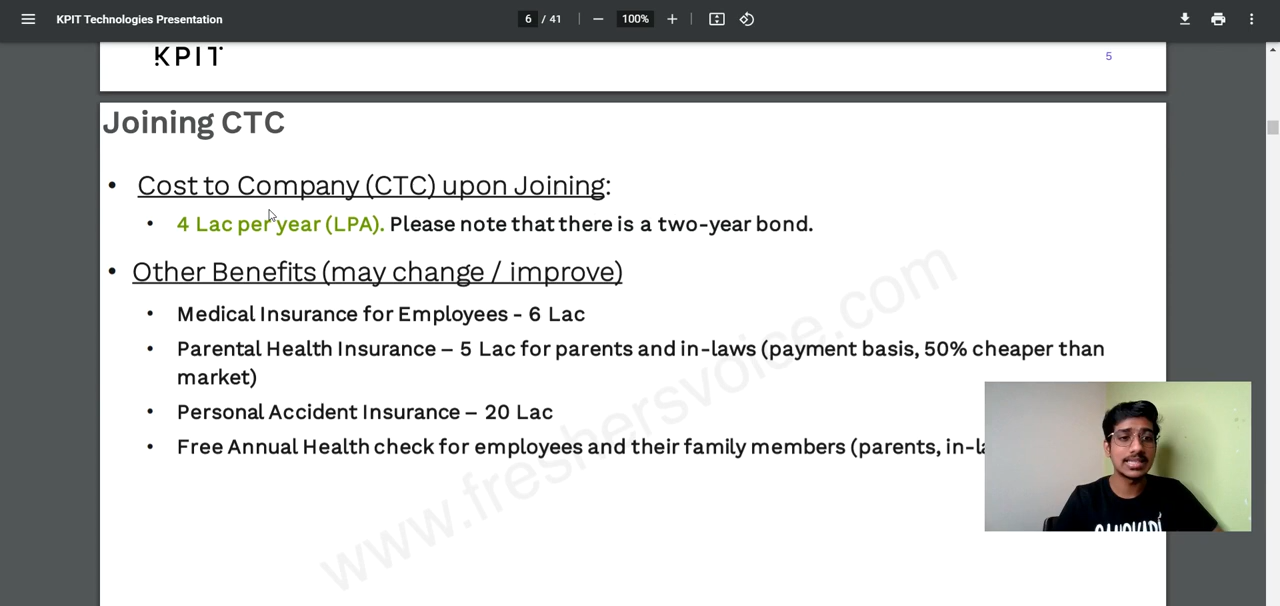 KPIT Technologies Presentation
6 / 41
100%
KPIT
5
Joining CTC
• Cost to Company (CTC) upon Joining:
• 4 Lac per year (LPA). Please note that there is a two-year bond.
• Other Benefits (may change / improve)
• Medical Insurance for Employees - 6 Lac
• Parental Health Insurance – 5 Lac for parents and in-laws (payment basis, 50% cheaper than
market)
• Personal Accident Insurance – 20 Lac
• Free Annual Health check for employees and their family members (parents, in-la
www.freshersvoice.com